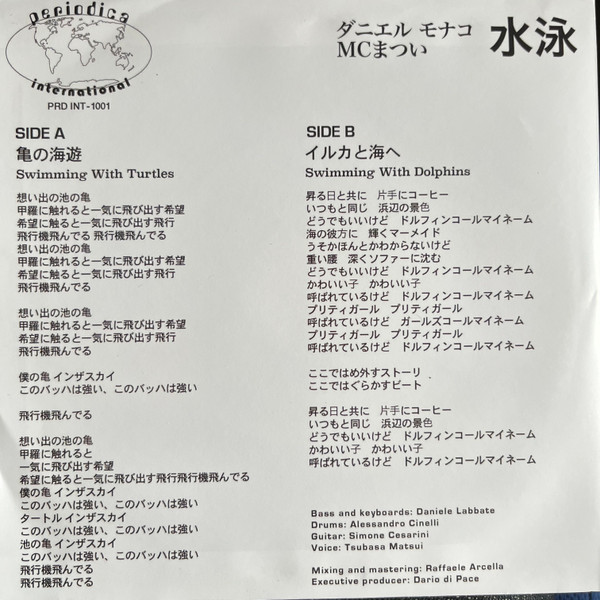 periodica
international
PRD INT-1001
ダニエル モナコ
MCまつい
水泳
SIDE A
亀の海遊
Swimming With Turtles
想い出の池の亀
甲羅に触れると一気に飛び出す希望
希望に触ると一気に飛び出す飛行
飛行機飛んでる 飛行機飛んでる
想い出の池の亀
甲羅に触れると一気に飛び出す希望
希望に触ると一気に飛び出す飛行
飛行機飛んでる
想い出の池の亀
甲羅に触れると一気に飛び出す希望
希望に触ると一気に飛び出す飛行
飛行機飛んでる
僕の亀 インザスカイ
このバッハは強い、このバッハは強い
飛行機飛んでる
想い出の池の亀
甲羅に触れると
一気に飛び出す希望
希望に触ると一気に飛び出す飛行飛行機飛んでる
僕の亀 インザスカイ
このバッハは強い、このバッハは強い
タートル インザスカイ
このバッハは強い、このバッハは強い
池の亀 インザスカイ
このバッハは強い、このバッハは強い
飛行機飛んでる
飛行機飛んでる
SIDE B
イルカと海へ
Swimming With Dolphins
昇る日と共に 片手にコーヒー
いつもと同じ 浜辺の景色
どうでもいいけど ドルフィンコールマイネーム
海の彼方に 輝くマーメイド
うそかほんとかわからないけど
重い腰 深くソファーに沈む
どうでもいいけど ドルフィンコールマイネーム
かわいい子 かわいい子
呼ばれているけど ドルフィンコールマイネーム
プリティガール プリティガール
呼ばれているけど ガールズコールマイネーム
プリティガール プリティガール
呼ばれているけど ドルフィンコールマイネーム
ここではめ外すストーリ
ここではぐらかすビート
昇る日と共に 片手にコーヒー
いつもと同じ 浜辺の景色
どうでもいいけど ドルフィンコールマイネーム
かわいい子 かわいい子
呼ばれているけど ドルフィンコールマイネーム
Bass and keyboards: Daniele Labbate
Drums: Alessandro Cinelli
Guitar: Simone Cesarini
Voice: Tsubasa Matsui
Mixing and mastering: Raffaele Arcella
Executive producer: Dario di Pace